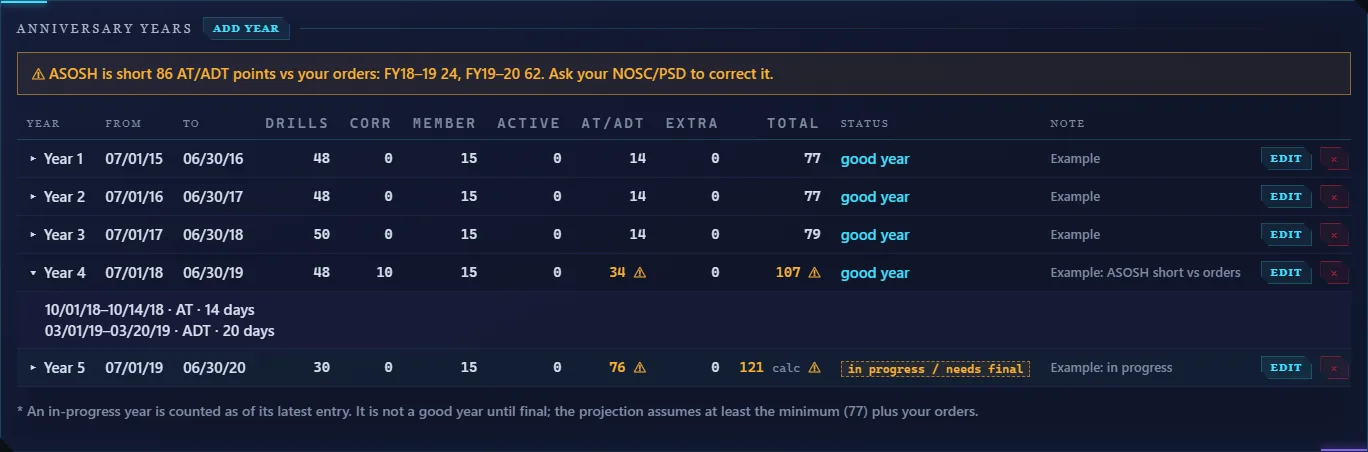 ANNIVERSARY YEARS ADD YEAR
⚠ ASOSH is short 86 AT/ADT points vs your orders: FY18–19 24, FY19–20 62. Ask your NOSC/PSD to correct it.
YEAR FROM TO DRILLS CORR MEMBER ACTIVE AT/ADT EXTRA TOTAL STATUS NOTE
▸ Year 1 07/01/15 06/30/16 48 0 15 0 14 0 77 good year Example EDIT ×
▸ Year 2 07/01/16 06/30/17 48 0 15 0 14 0 77 good year Example EDIT ×
▸ Year 3 07/01/17 06/30/18 50 0 15 0 14 0 79 good year Example EDIT ×
▾ Year 4 07/01/18 06/30/19 48 10 15 0 34 ⚠ 0 107 ⚠ good year Example: ASOSH short vs orders EDIT ×
10/01/18–10/14/18 · AT · 14 days
03/01/19–03/20/19 · ADT · 20 days
▸ Year 5 07/01/19 06/30/20 30 0 15 0 76 ⚠ 0 121 calc ⚠ in progress / needs final Example: in progress EDIT ×
* An in-progress year is counted as of its latest entry. It is not a good year until final; the projection assumes at least the minimum (77) plus your orders.